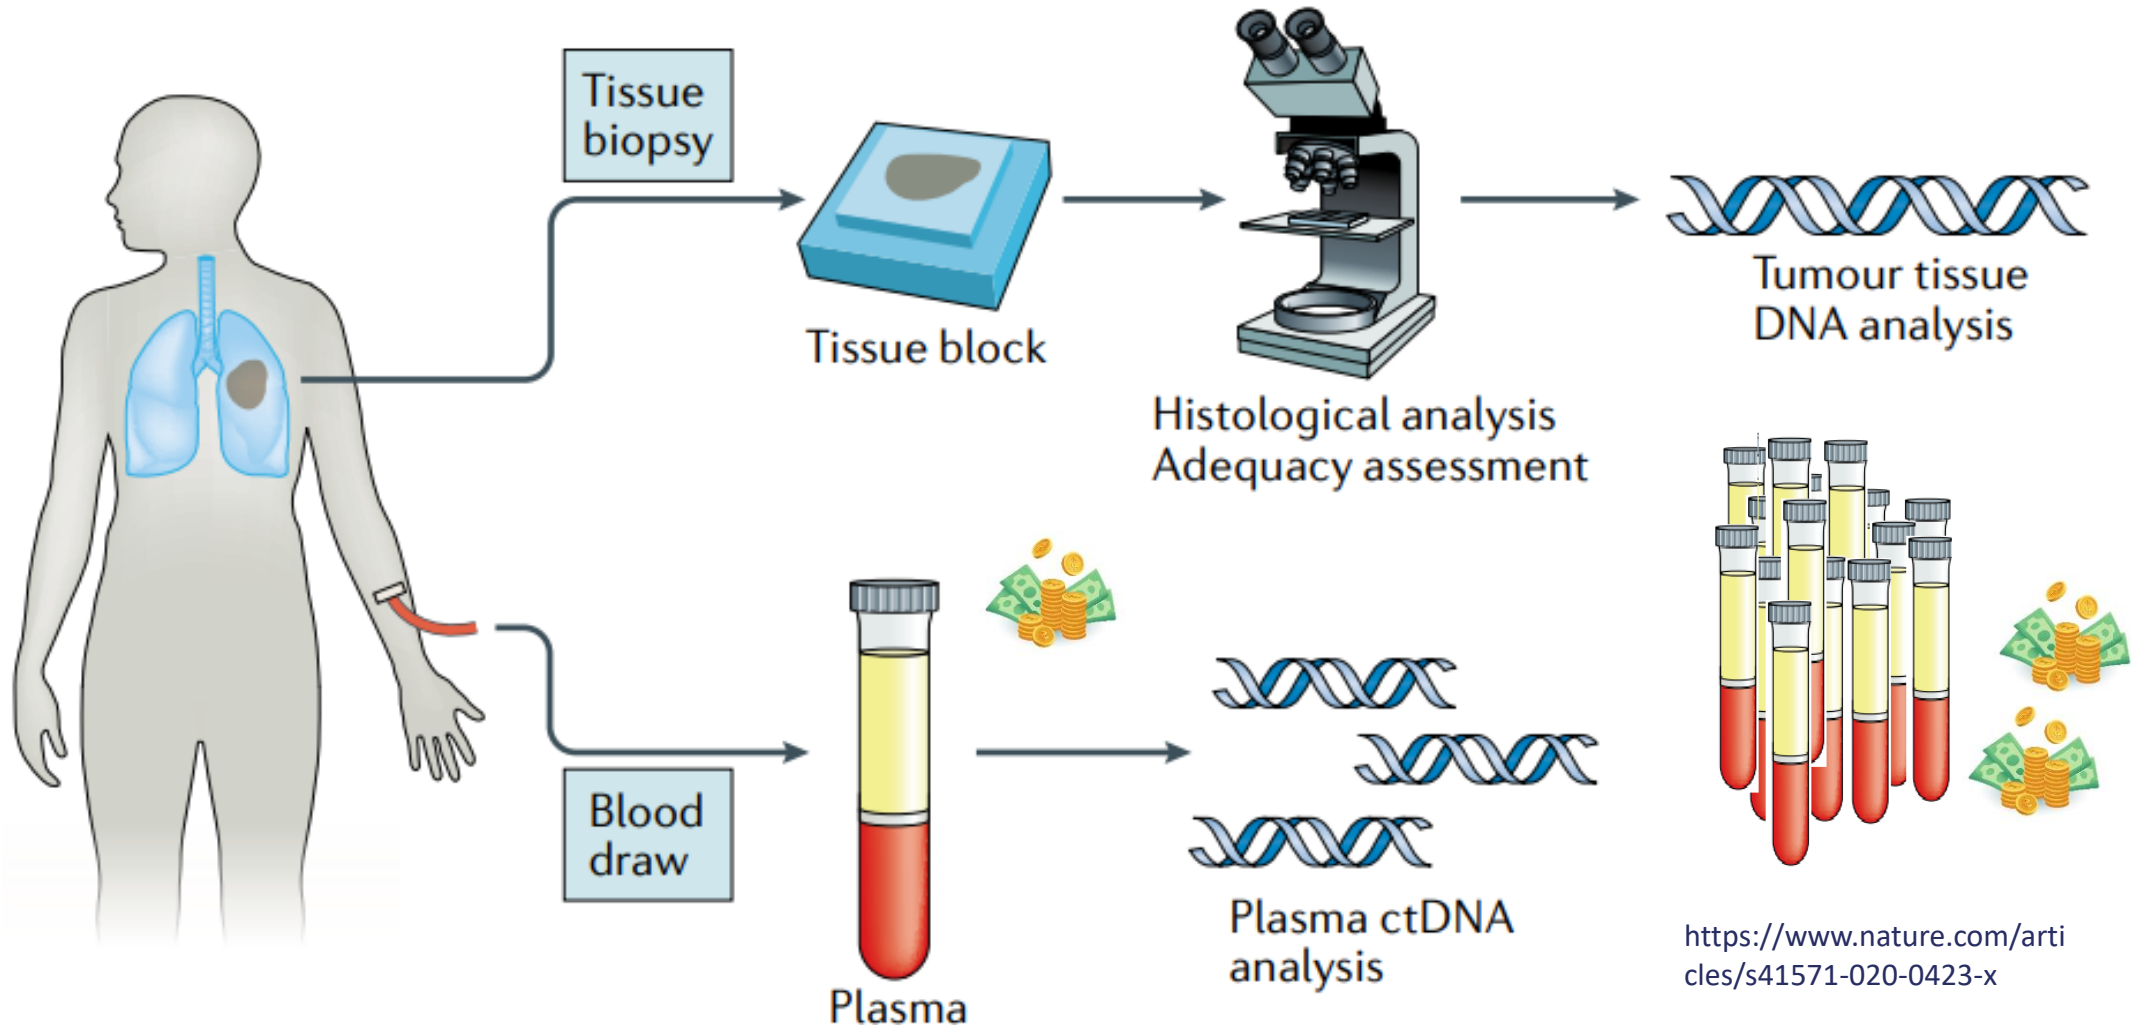 Tissue
biopsy
Tissue block
Histological analysis
Adequacy assessment
Tumour tissue
DNA analysis
Blood
draw
Plasma
Plasma ctDNA
analysis
https://www.nature.com/arti
cles/s41571-020-0423-x